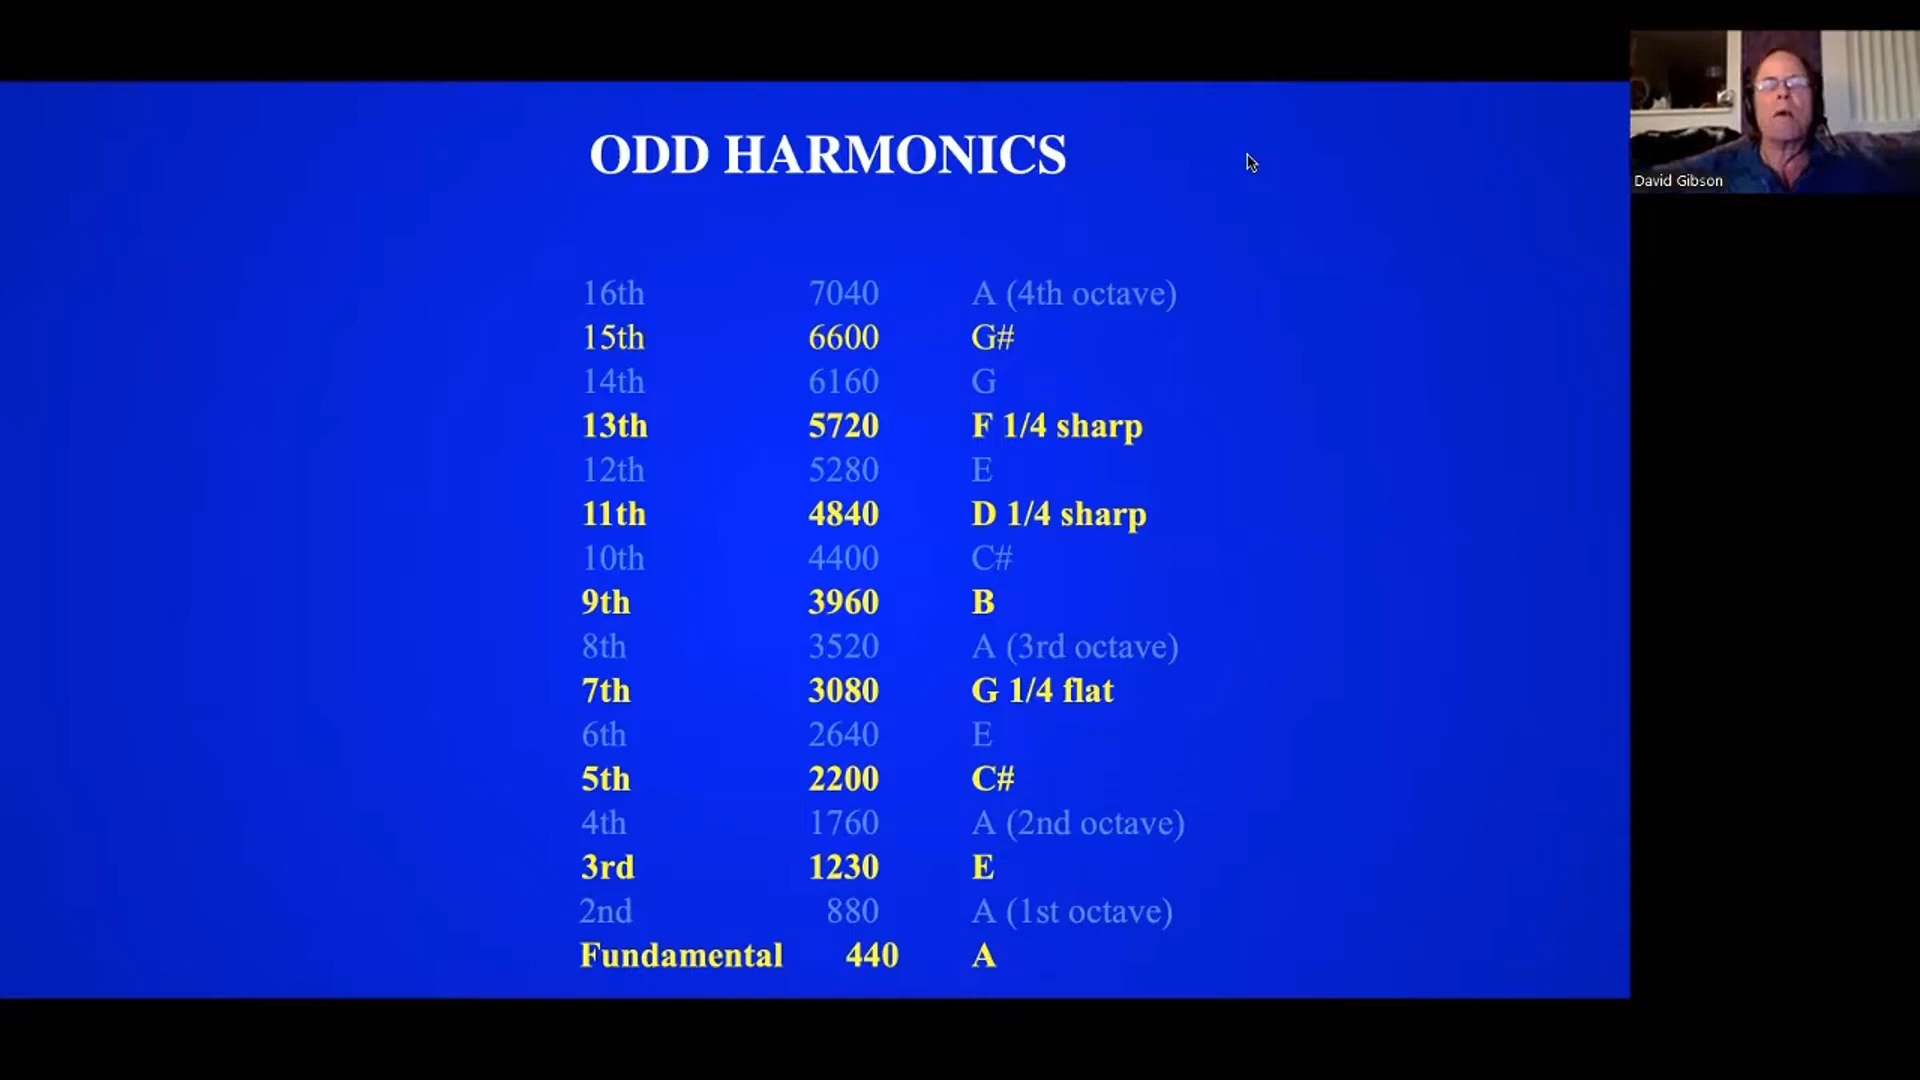 ODD HARMONICS
David Gibson
16th 7040 A (4th octave)
15th 6600 G#
14th 6160 G
13th 5720 F 1/4 sharp
12th 5280 E
11th 4840 D 1/4 sharp
10th 4400 C#
9th 3960 B
8th 3520 A (3rd octave)
7th 3080 G 1/4 flat
6th 2640 E
5th 2200 C#
4th 1760 A (2nd octave)
3rd 1230 E
2nd 880 A (1st octave)
Fundamental 440 A